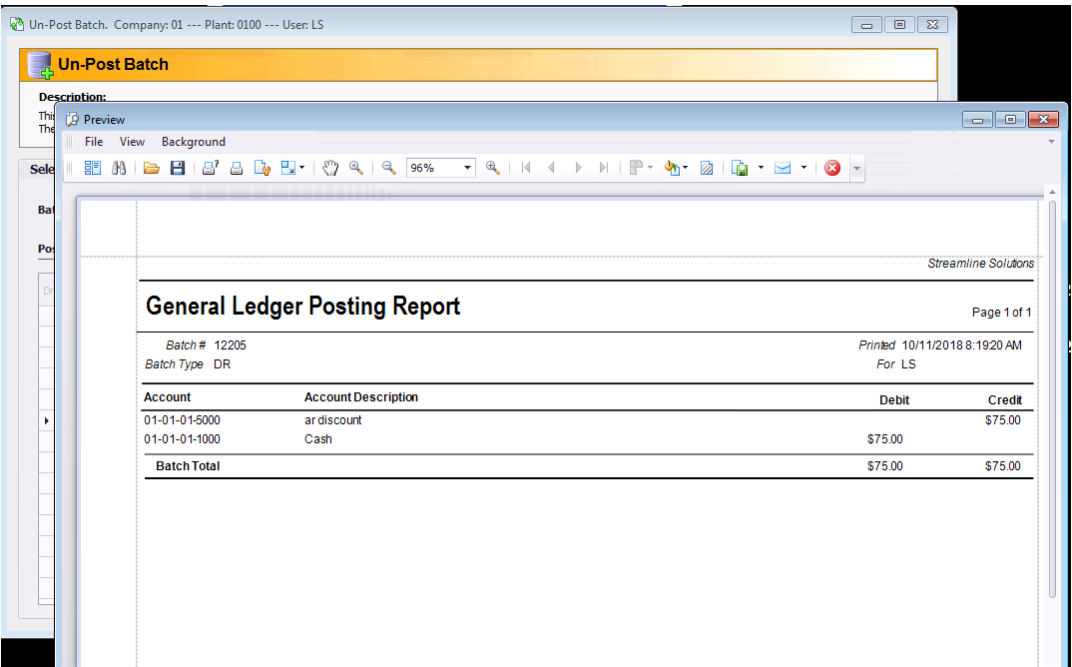 Un-Post Batch. Company: 01 --- Plant: 0100 --- User: LS
Un-Post Batch
Description:
Preview
File View Background
96%
Streamline Solutions
General Ledger Posting Report
Page 1 of 1
Batch # 12205
Printed 10/11/2018 8:19:20 AM
Batch Type DR
For LS
Account Account Description Debit Credit
01-01-01-5000 ar discount $75.00
01-01-01-1000 Cash $75.00
Batch Total $75.00 $75.00